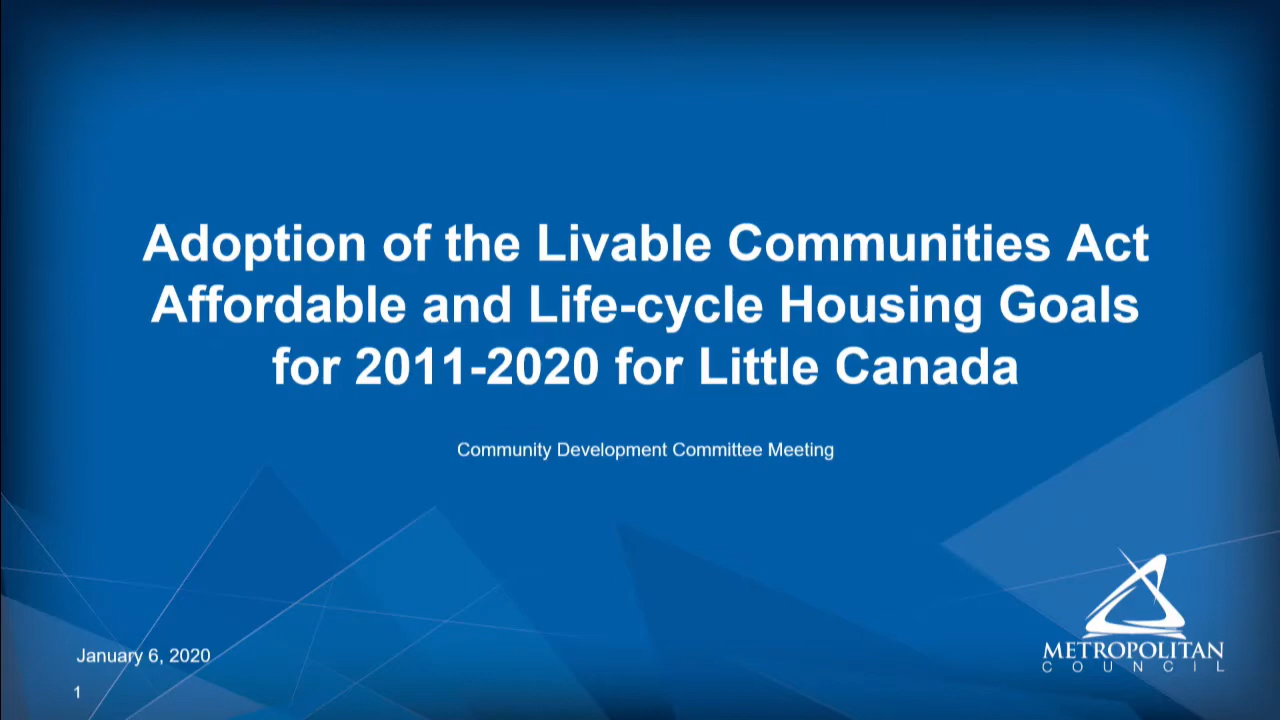 Adoption of the Livable Communities Act
Affordable and Life-cycle Housing Goals
for 2011-2020 for Little Canada
Community Development Committee Meeting
January 6, 2020
1
METROPOLITAN
COUNCIL